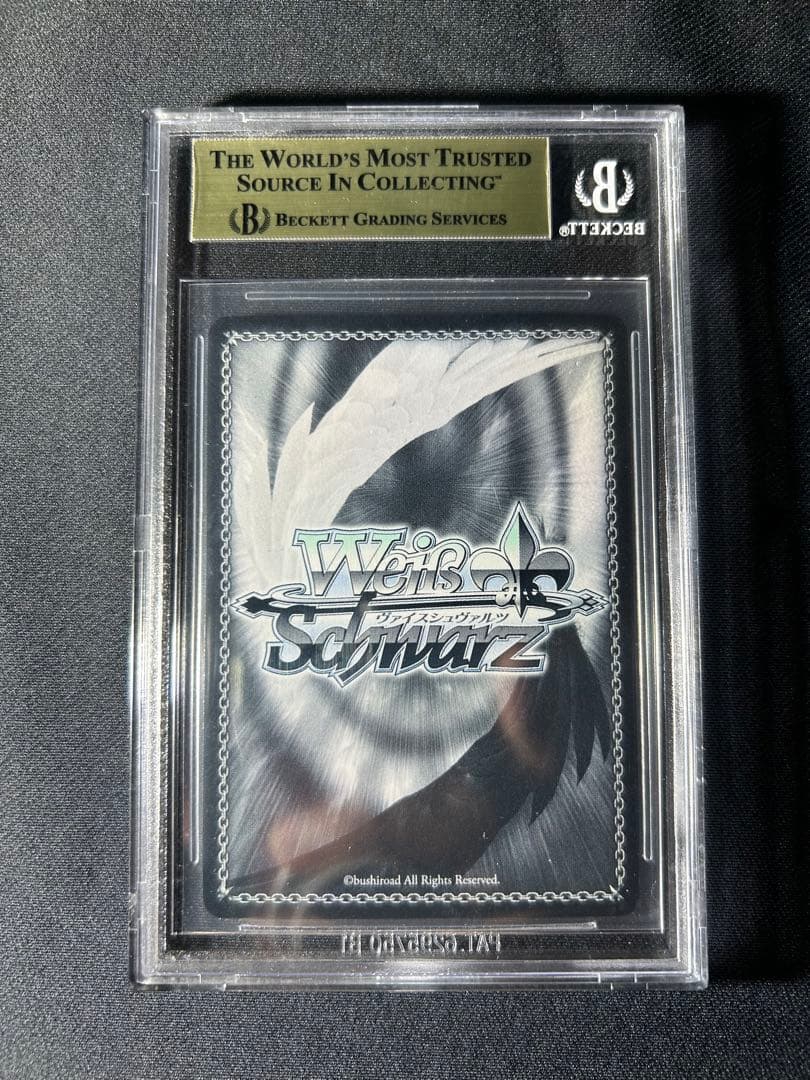 THE WORLD'S MOST TRUSTED
SOURCE IN COLLECTING™
B BECKETT GRADING SERVICES
B
BECKETT®
Weiß
ヴァイスシュヴァルツ
Schwarz
©bushiroad All Rights Reserved.